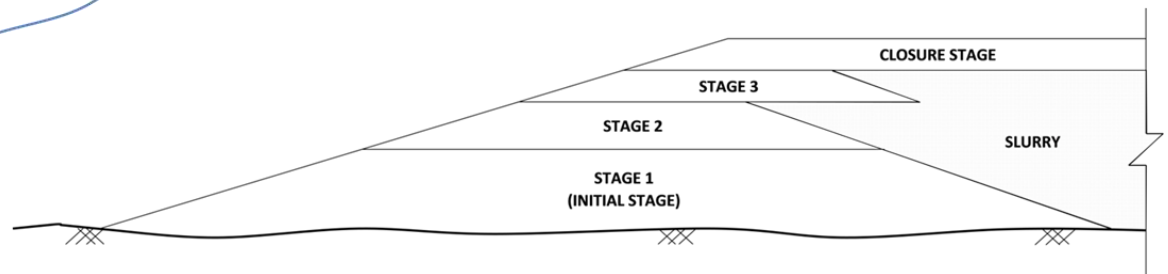 CLOSURE STAGE
STAGE 3
STAGE 2
SLURRY
STAGE 1
(INITIAL STAGE)